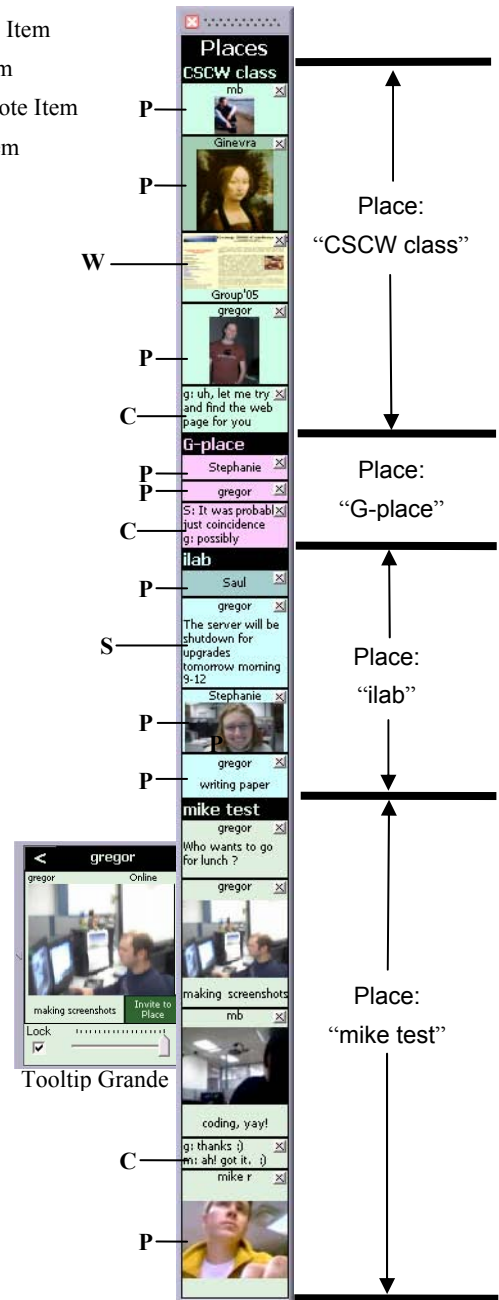 Item
m
ote Item
em
Places
CSCW class
mb
P
Ginevra
P
W
Group'05
gregor
P
g: uh, let me try
and find the web
page for you
C
Place:
“CSCW class”
G-place
Stephanie
P
gregor
P
S: It was probabl
just coincidence
g: possibly
C
Place:
“G-place”
ilab
Saul
P
gregor
The server will be
shutdown for
upgrades
tomorrow morning
9-12
S
Stephanie
P
P
gregor
writing paper
P
Place:
“ilab”
mike test
gregor
Who wants to go
for lunch ?
gregor
making screenshots
mb
coding, yay!
g: thanks :)
m: ah! got it. :)
C
mike r
P
Place:
“mike test”
< gregor
gregor Online
making screenshots
Invite to
Place
Lock
Tooltip Grande